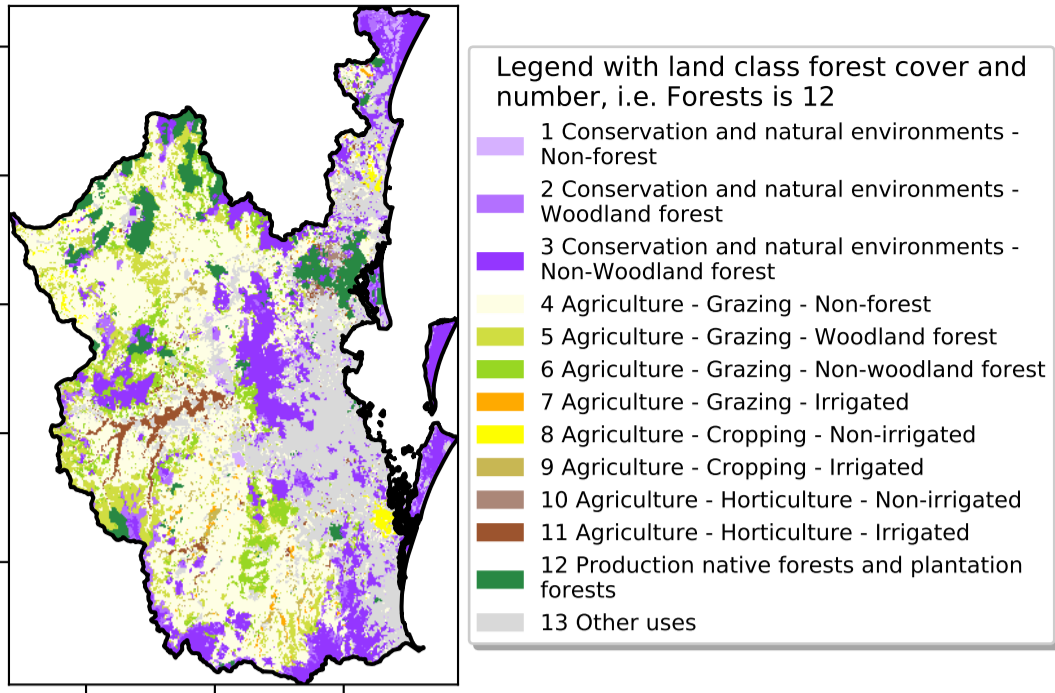 Legend with land class forest cover and
number, i.e. Forests is 12
1 Conservation and natural environments -
Non-forest
2 Conservation and natural environments -
Woodland forest
3 Conservation and natural environments -
Non-Woodland forest
4 Agriculture - Grazing - Non-forest
5 Agriculture - Grazing - Woodland forest
6 Agriculture - Grazing - Non-woodland forest
7 Agriculture - Grazing - Irrigated
8 Agriculture - Cropping - Non-irrigated
9 Agriculture - Cropping - Irrigated
10 Agriculture - Horticulture - Non-irrigated
11 Agriculture - Horticulture - Irrigated
12 Production native forests and plantation
forests
13 Other uses